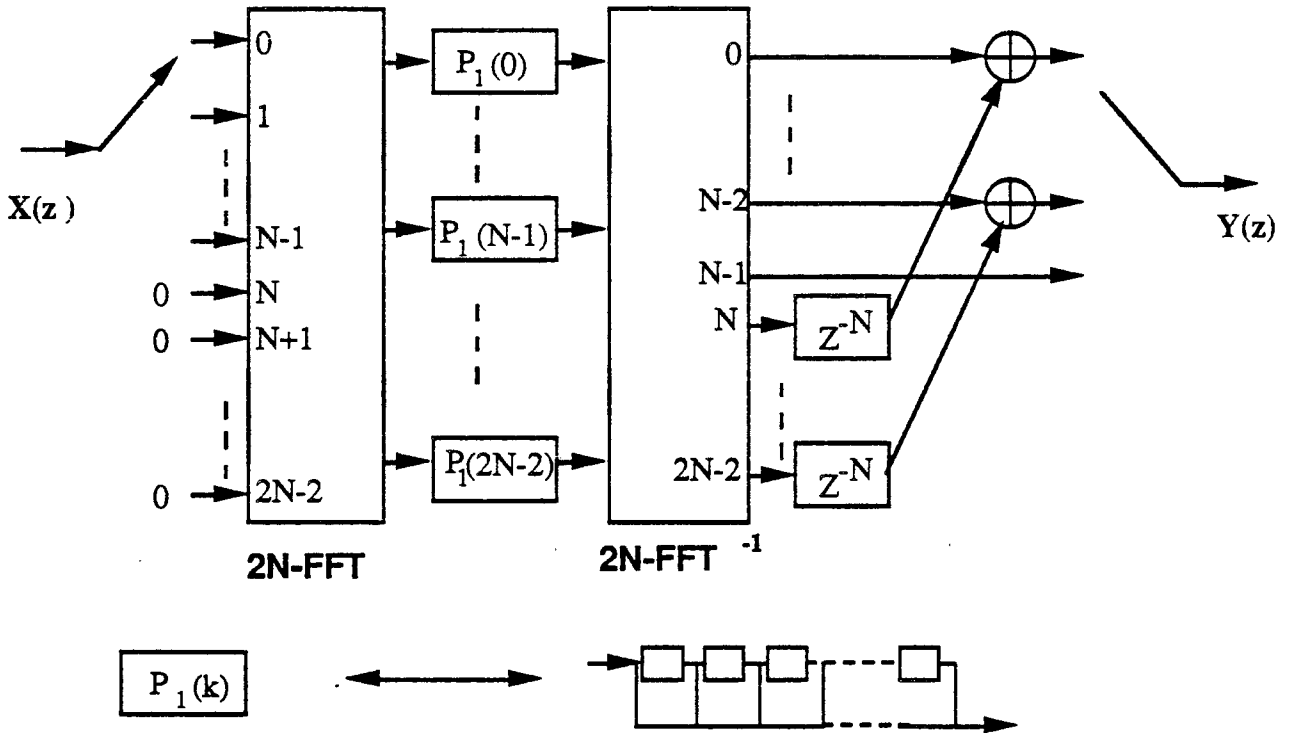 X(z )
0
1
N-1
0 N
0 N+1
0 2N-2
2N-FFT
P1 (0)
P1 (N-1)
P1(2N-2)
0
N-2
N-1
N
2N-2
2N-FFT -1
Z-N
Z-N
Y(z)
P1(k)